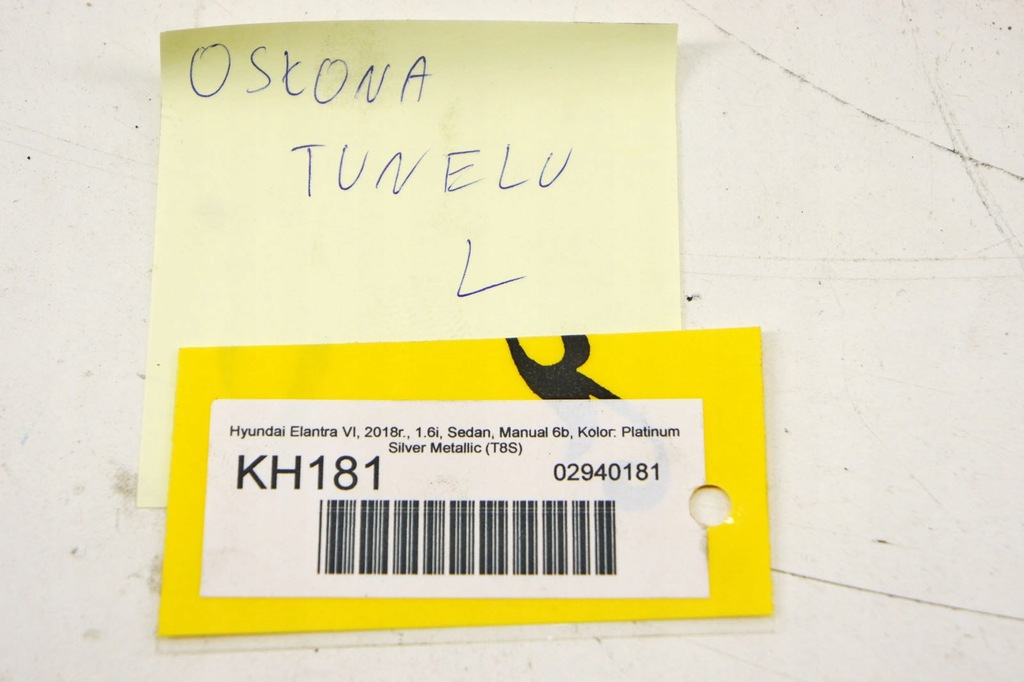 OSŁONA
TUNELU
L
Hyundai Elantra VI, 2018r., 1.6i, Sedan, Manual 6b, Kolor: Platinum
Silver Metallic (T8S)
KH181 02940181